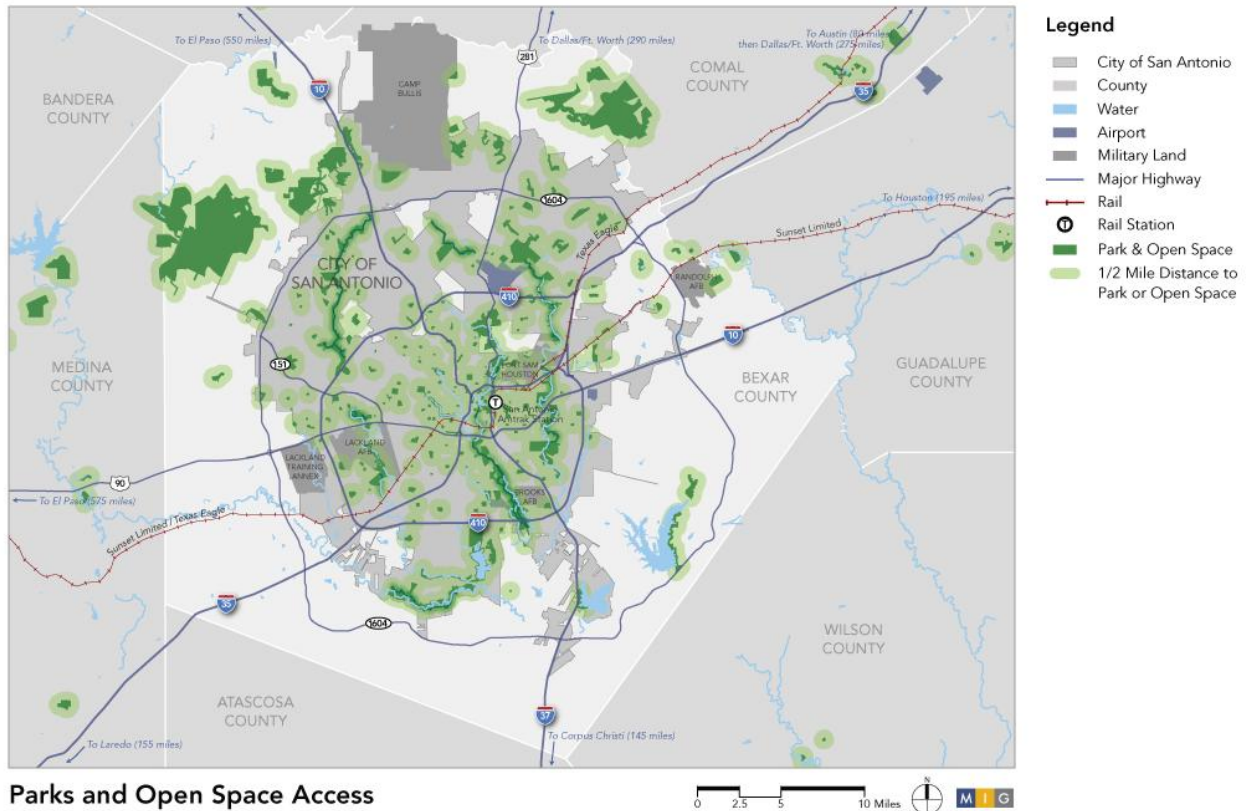 To El Paso (550 miles)
To Dallas/Ft. Worth (290 miles)
To Austin (80 miles)
then Dallas/Ft. Worth (275 miles)
281
10
CAMP
BULLIS
COMAL
COUNTY
35
BANDERA
COUNTY
1604
To Houston (195 miles)
Texas Eagle
Sunset Limited
CITY OF
SAN ANTONIO
410
RANDOLPH
AFB
10
MEDINA
COUNTY
151
FORT SAM
HOUSTON
BEXAR
COUNTY
GUADALUPE
COUNTY
T
San Antonio
Amtrak Station
LACKLAND
AFB
LACKLAND
TRAINING
ANNEX
90
To El Paso (575 miles)
BROOKS
AFB
410
Sunset Limited / Texas Eagle
35
1604
WILSON
COUNTY
ATASCOSA
COUNTY
37
To Laredo (155 miles)
To Corpus Christi (145 miles)
Legend
City of San Antonio
County
Water
Airport
Military Land
Major Highway
Rail
T Rail Station
Park & Open Space
1/2 Mile Distance to
Park or Open Space
Parks and Open Space Access
0 2.5 5 10 Miles
N
M I G